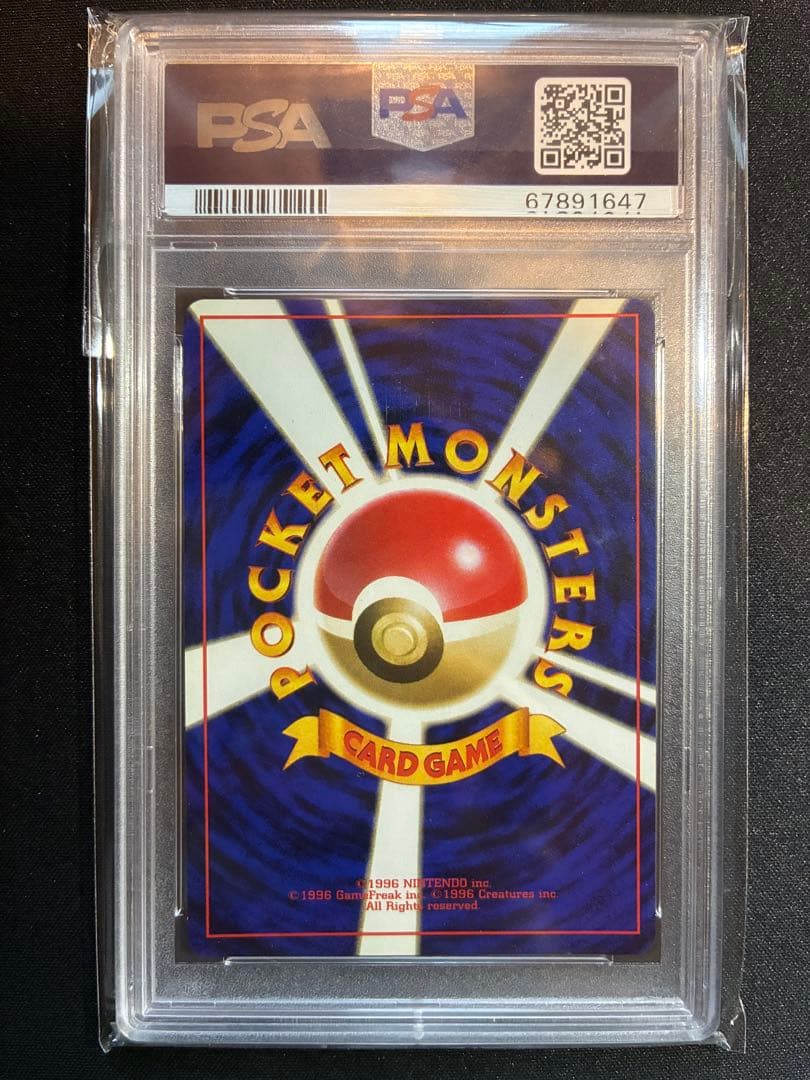 PSA
PSA
67891647
POCKET MONSTERS
CARD GAME
©1996 NINTENDO inc.
©1996 GameFreak inc. ©1996 Creatures inc.
All Rights reserved.